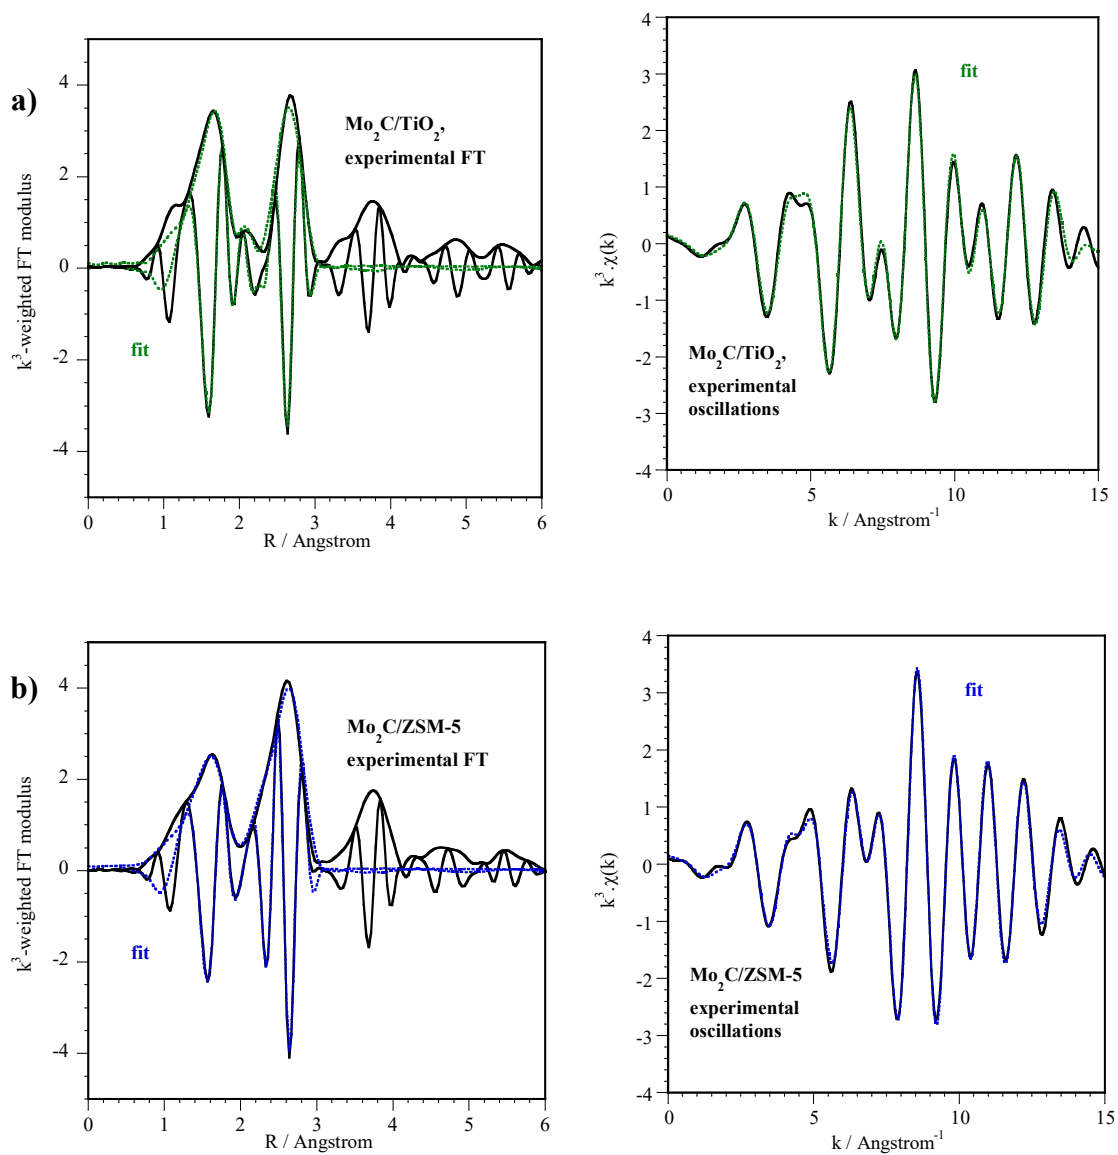 a)
k³-weighted FT modulus
4
2
0
-2
-4
Mo₂C/TiO₂,
experimental FT
fit
0
1
2
3
4
5
6
R / Angstrom
k³.χ(k)
4
3
2
1
0
-1
-2
-3
-4
fit
Mo₂C/TiO₂,
experimental
oscillations
0
5
10
15
k / Angstrom⁻¹
b)
k³-weighted FT modulus
4
2
0
-2
-4
Mo₂C/ZSM-5
experimental FT
fit
0
1
2
3
4
5
6
R / Angstrom
k³.χ(k)
4
3
2
1
0
-1
-2
-3
-4
fit
Mo₂C/ZSM-5
experimental
oscillations
0
5
10
15
k / Angstrom⁻¹